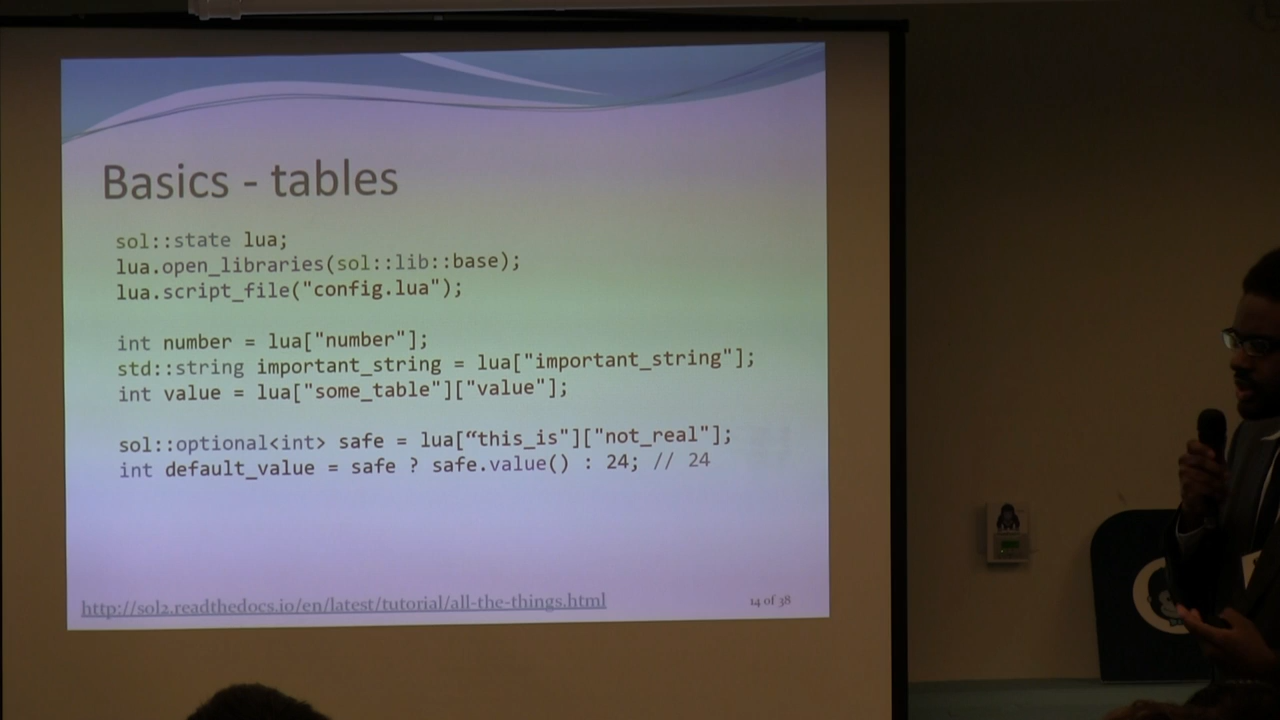 Basics - tables
sol::state lua;
lua.open_libraries(sol::lib::base);
lua.script_file("config.lua");
int number = lua["number"];
std::string important_string = lua["important_string"];
int value = lua["some_table"]["value"];
sol::optional<int> safe = lua[“this_is"]["not_real"];
int default_value = safe ? safe.value() : 24; // 24
http://sol2.readthedocs.io/en/latest/tutorial/all-the-things.html
14 of 38